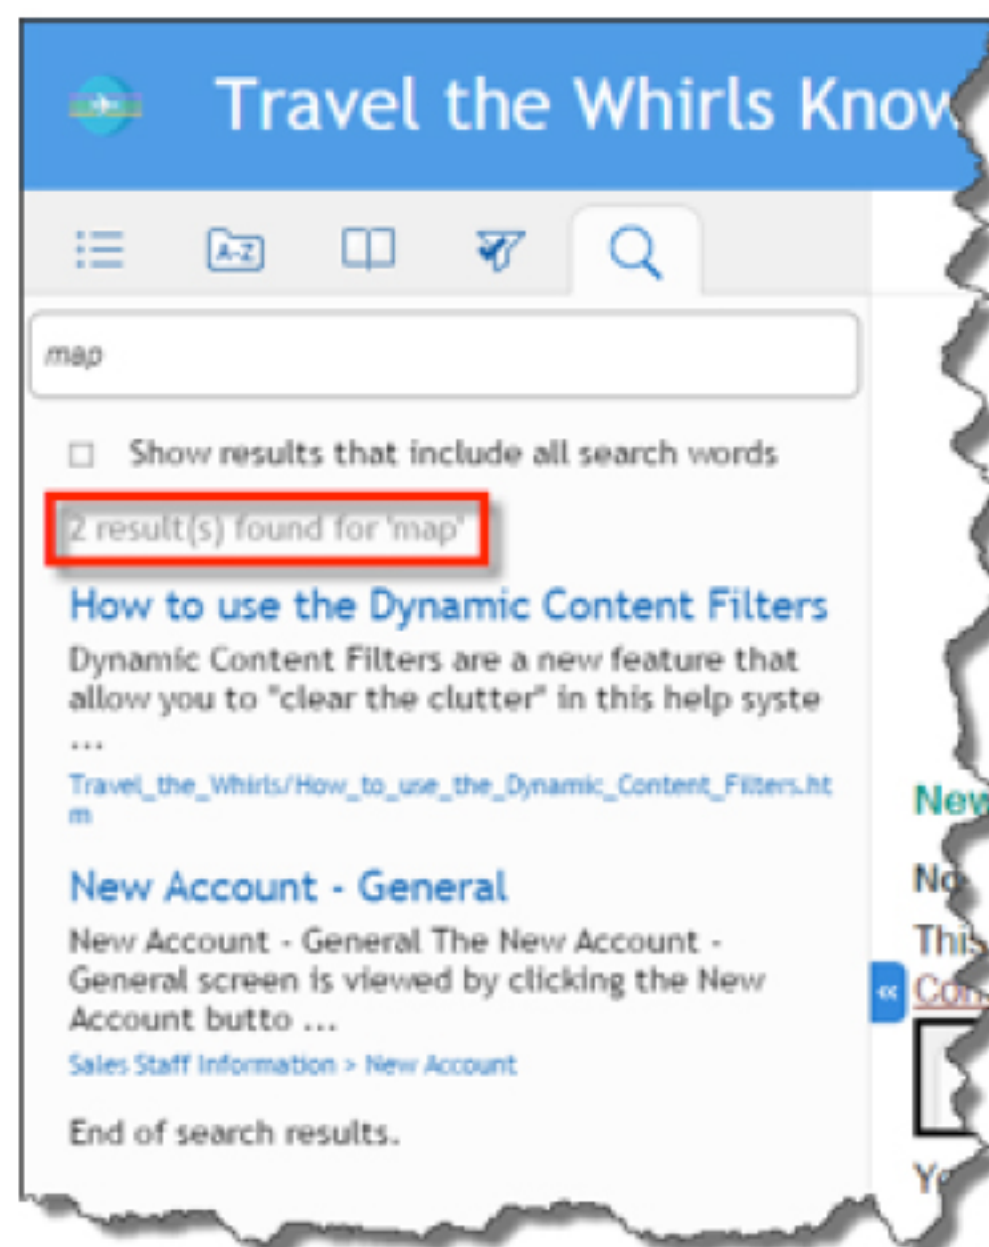 Travel the Whirls Know
A-Z
map
Show results that include all search words
2 result(s) found for 'map'
How to use the Dynamic Content Filters
Dynamic Content Filters are a new feature that
allow you to "clear the clutter" in this help syste
...
Travel_the_Whirls/How_to_use_the_Dynamic_Content_Filters.ht
m
New
New Account - General
No
New Account - General The New Account -
This
General screen is viewed by clicking the New
« Con
Account butto ...
Sales Staff Information > New Account
End of search results.